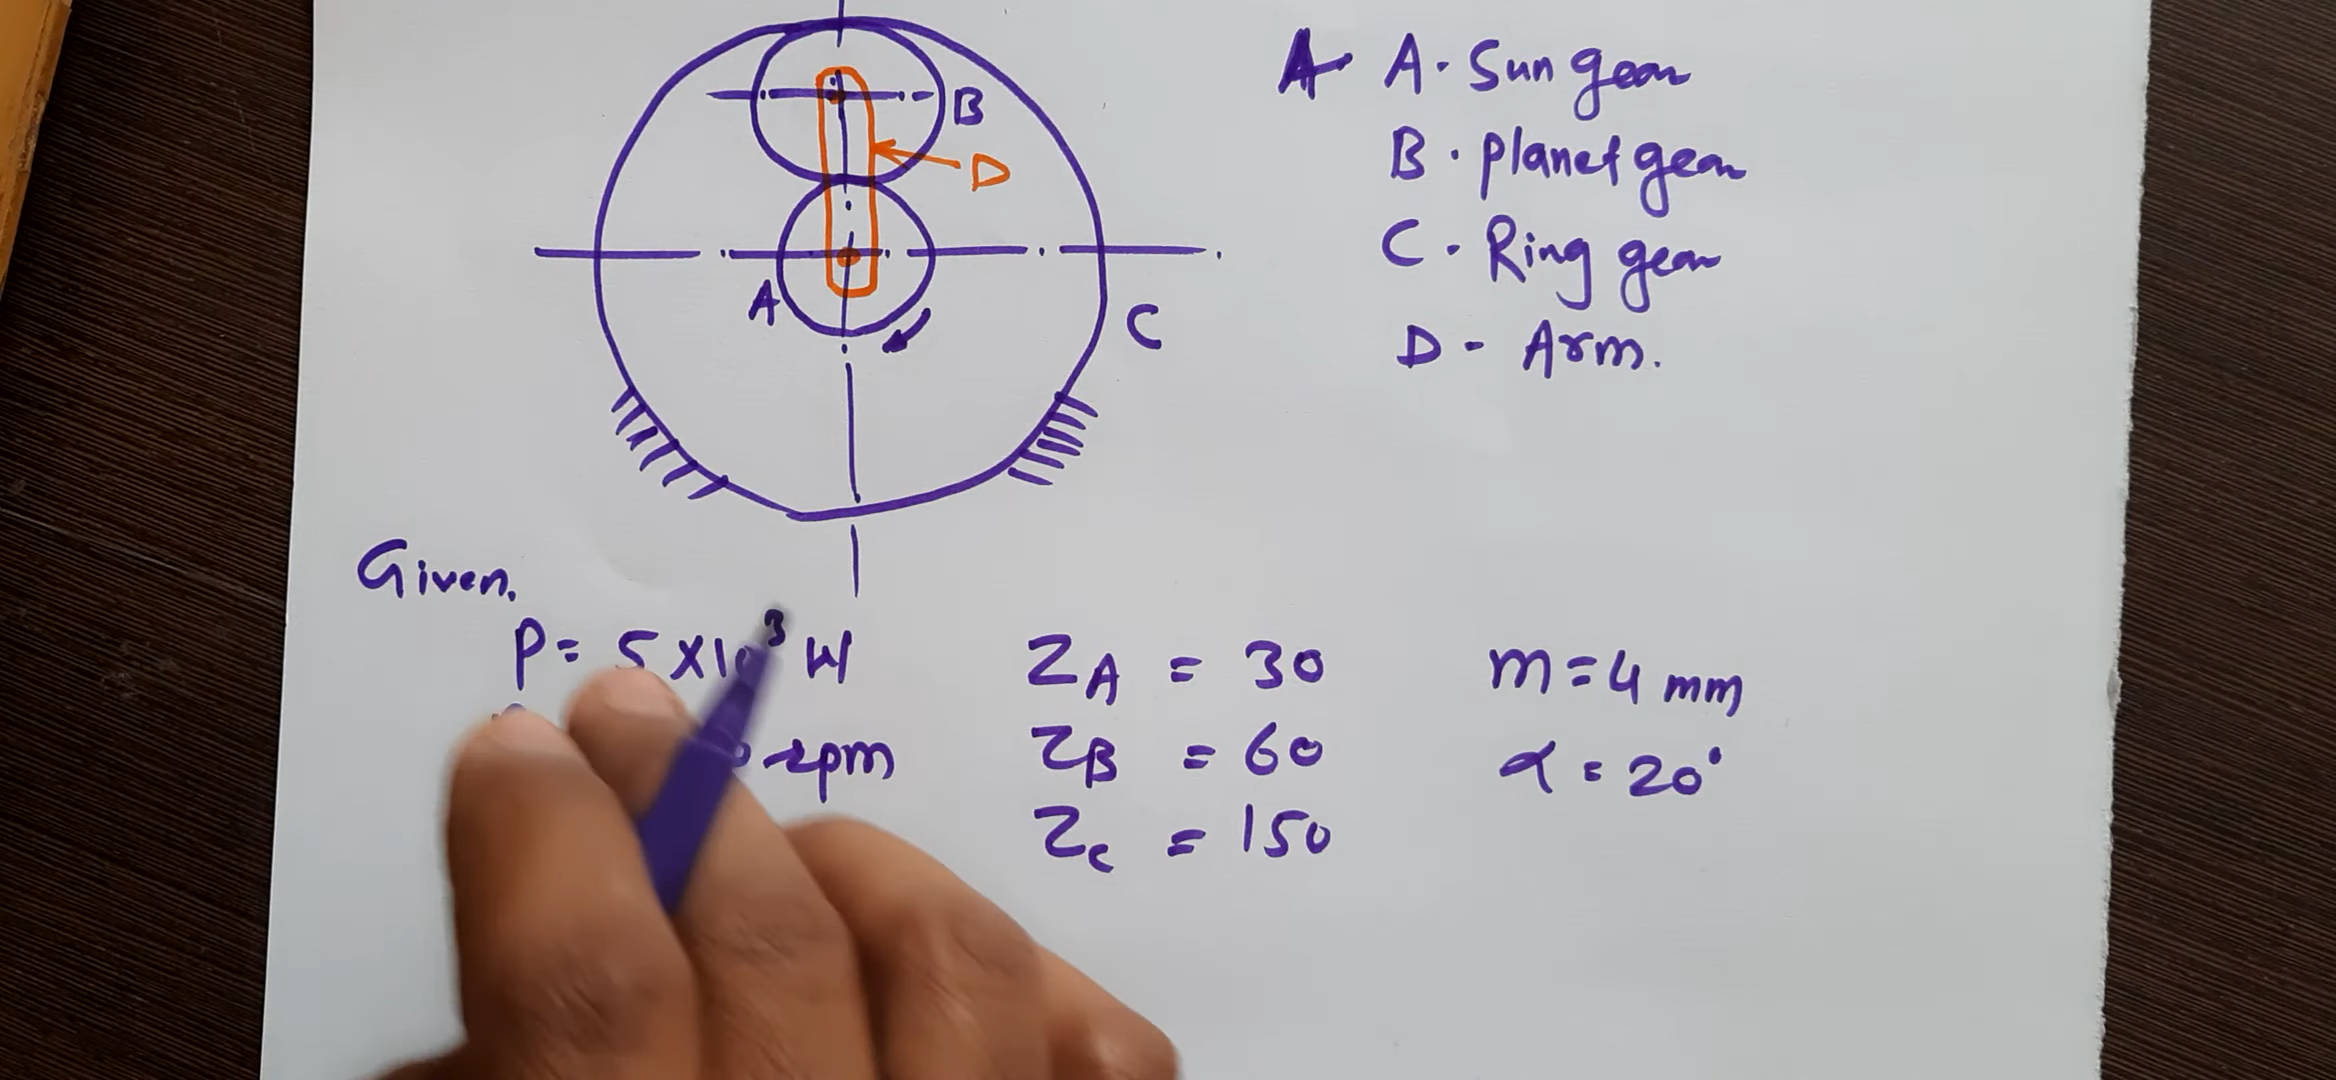 A. A. Sun gear
B. planet gear
C. Ring gear
D - Arm.
B
D
A
C
Given.
P = 5 X 10³ W
rpm
ZA = 30
ZB = 60
Zc = 150
m = 4 mm
α = 20°